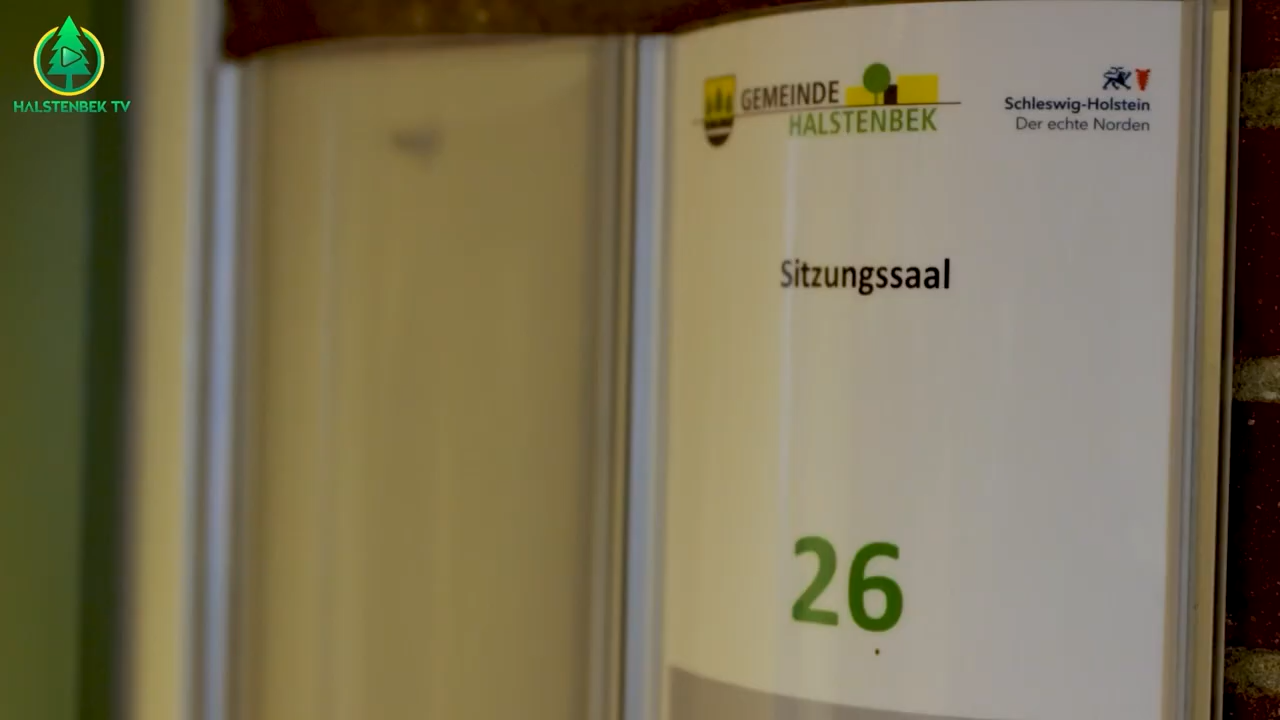 HALSTENBEK TV
GEMEINDE
HALSTENBEK
Schleswig-Holstein
Der echte Norden
Sitzungssaal
26